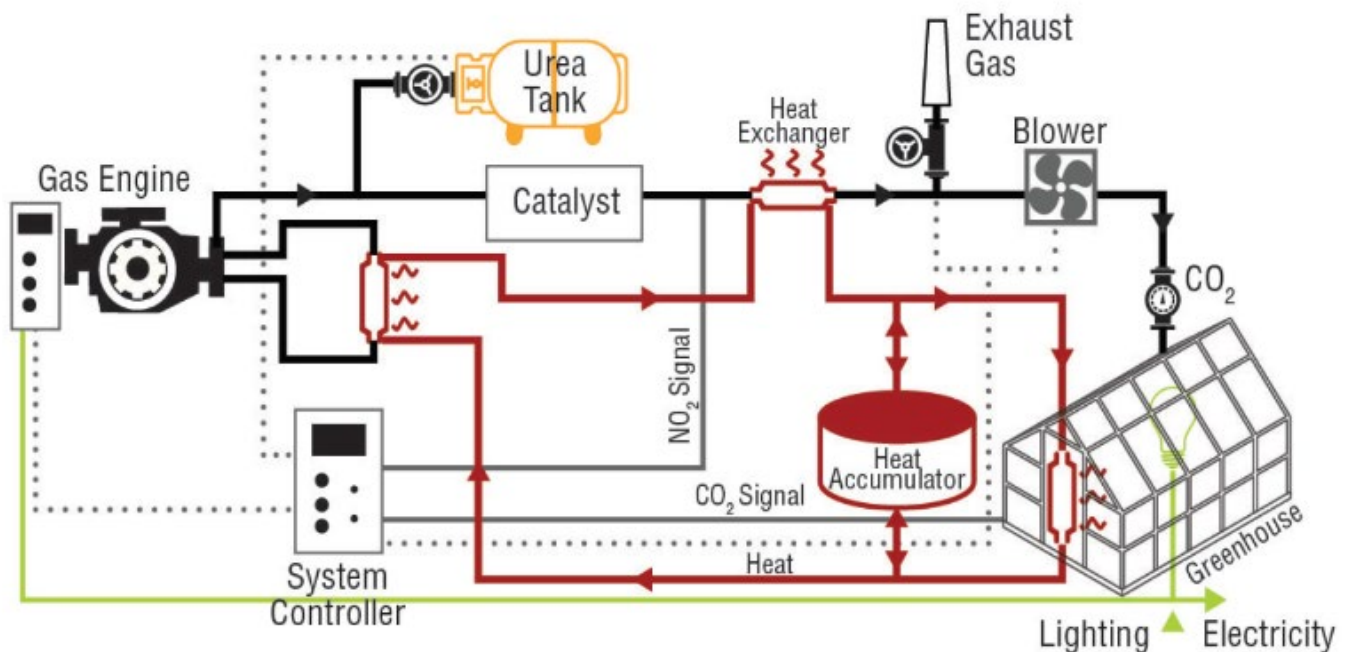 Exhaust
Gas
Urea
Tank
Heat
Exchanger
Blower
Gas Engine
Catalyst
CO₂
NO₂ Signal
Heat
Accumulator
CO₂ Signal
Greenhouse
Heat
System
Controller
Lighting
Electricity